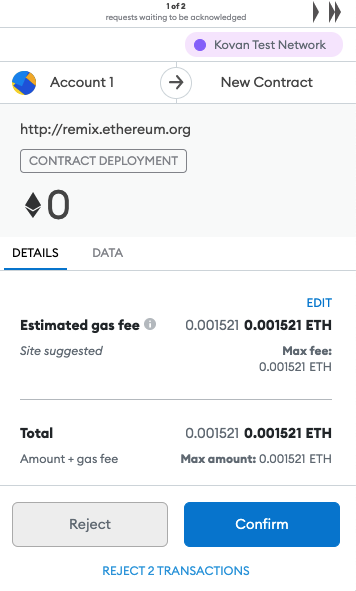 1 of 2
requests waiting to be acknowledged
Kovan Test Network
Account 1
New Contract
http://remix.ethereum.org
CONTRACT DEPLOYMENT
0
DETAILS DATA
EDIT
Estimated gas fee 0.001521 0.001521 ETH
Site suggested Max fee:
0.001521 ETH
Total 0.001521 0.001521 ETH
Amount + gas fee Max amount: 0.001521 ETH
Reject Confirm
REJECT 2 TRANSACTIONS